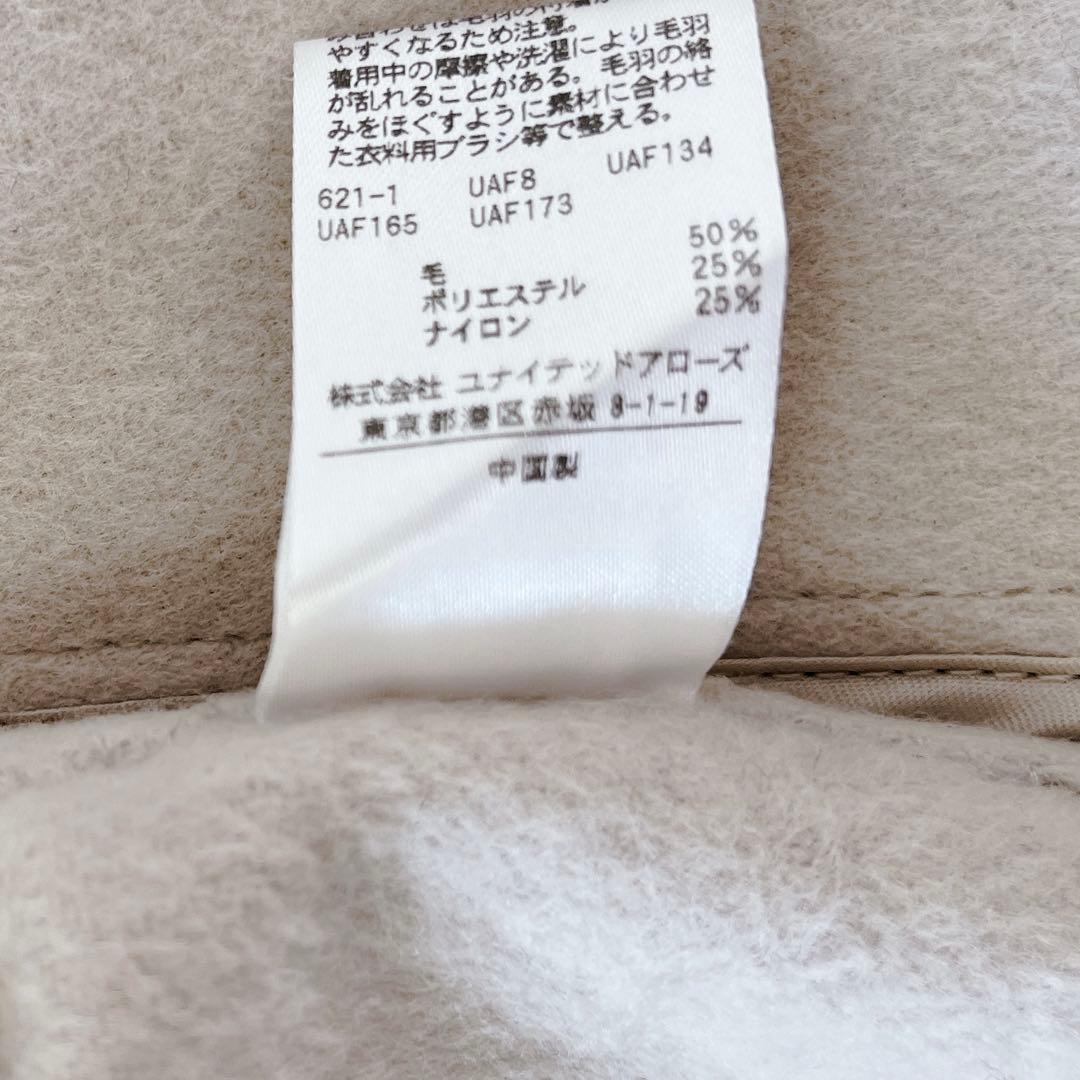 やすくなるため注意。
着用中の摩擦や洗濯により毛羽
が乱れることがある。毛羽の絡
みをほぐすように素材に合わせ
た衣料用ブラシ等で整える。
621-1 UAF8 UAF134
UAF165 UAF173
毛 50%
ポリエステル 25%
ナイロン 25%
株式会社 ユナイテッドアローズ
東京都港区赤坂 8-1-19
中国製